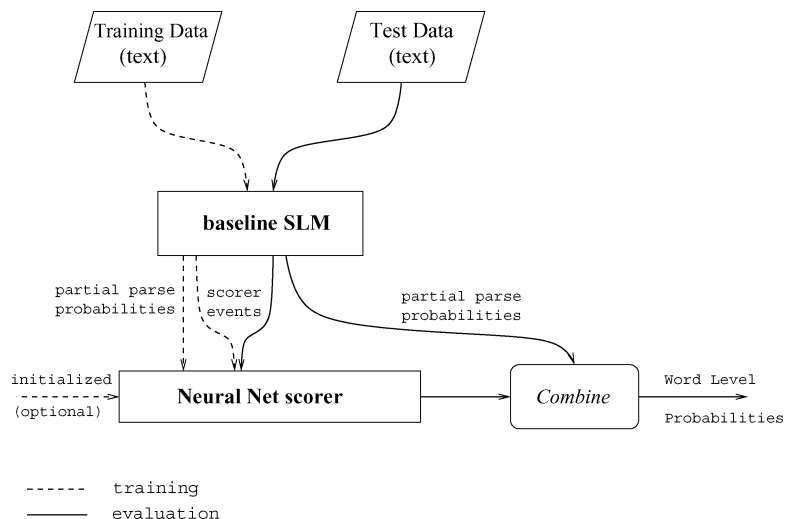 Training Data
(text)
Test Data
(text)
baseline SLM
partial parse
probabilities
scorer
events
partial parse
probabilities
initialized
(optional)
Neural Net scorer
Combine
Word Level
Probabilities
training
evaluation